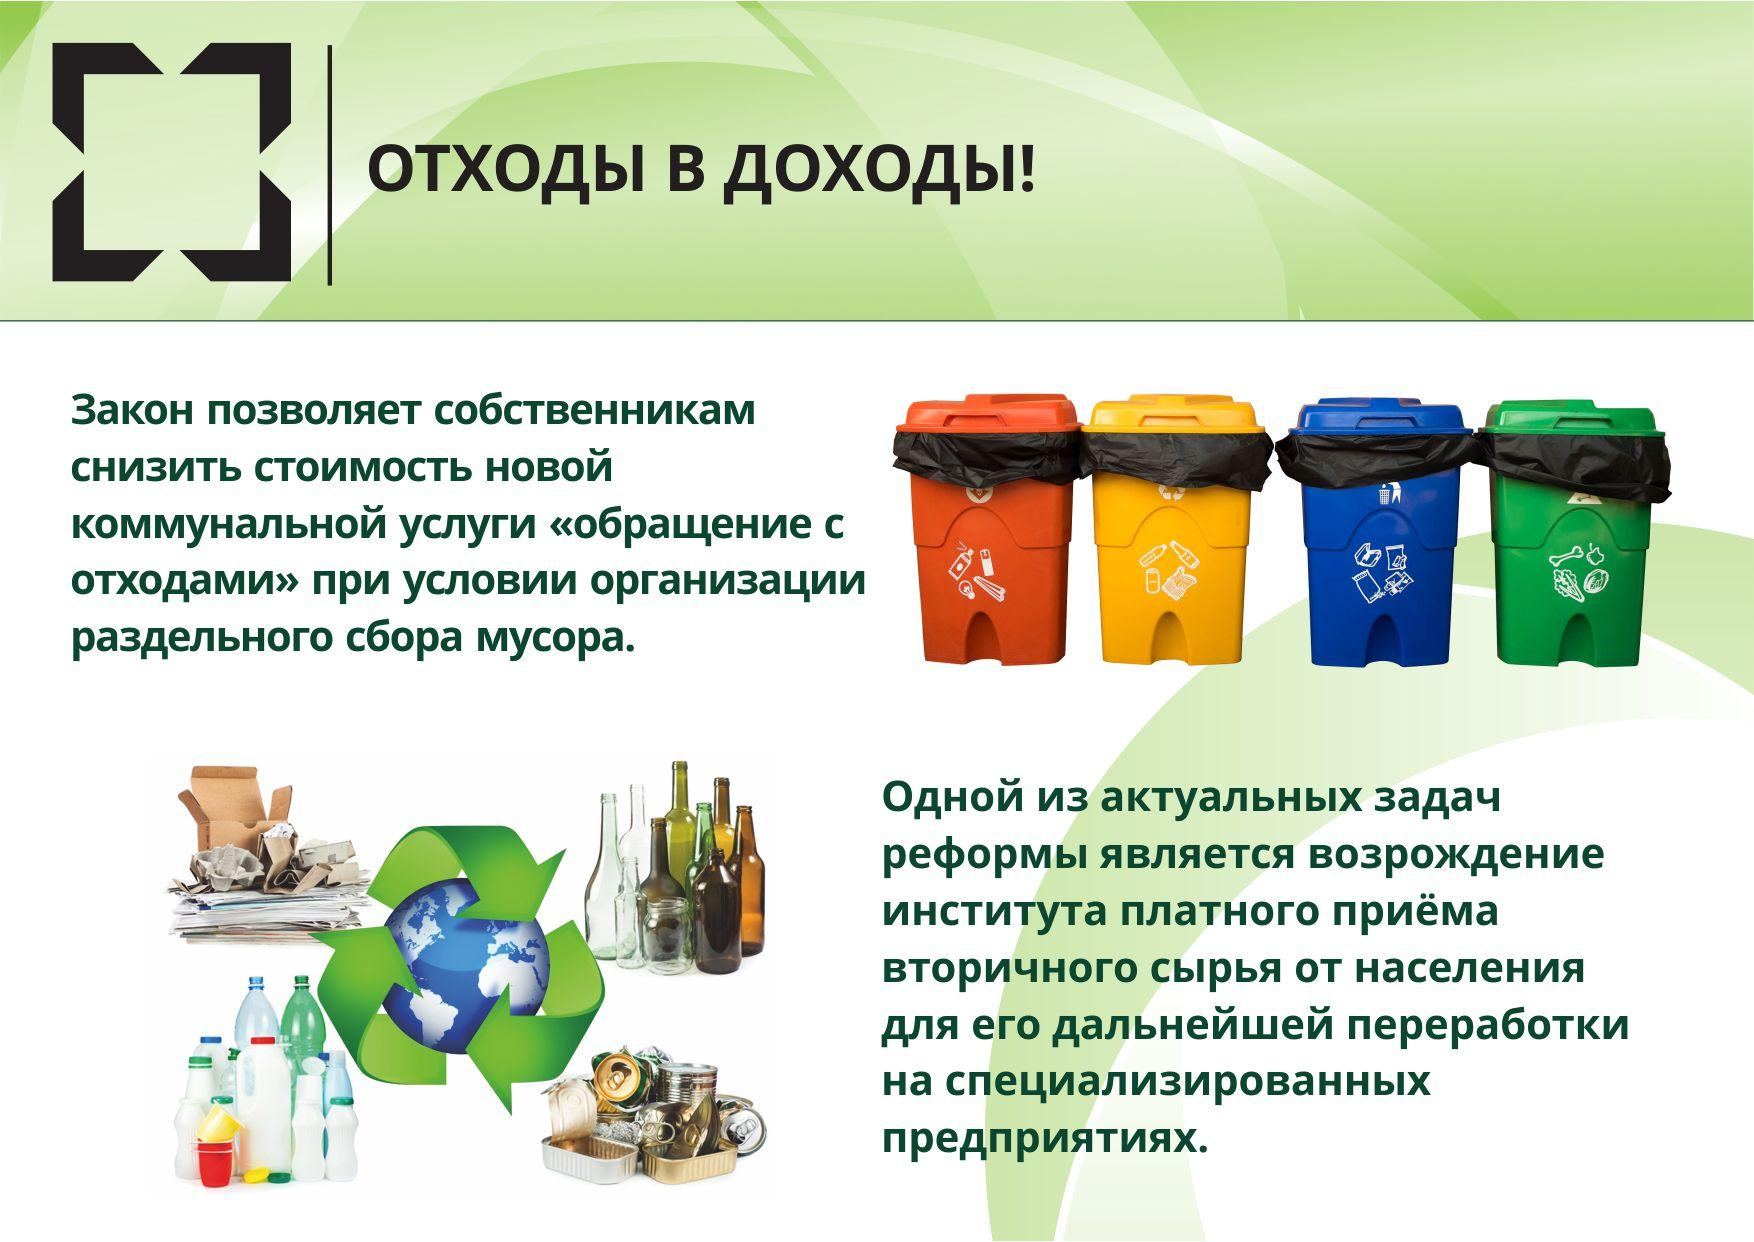 ОТХОДЫ В ДОХОДЫ!
Закон позволяет собственникам
снизить стоимость новой
коммунальной услуги «обращение с
отходами» при условии организации
раздельного сбора мусора.
Одной из актуальных задач
реформы является возрождение
института платного приёма
вторичного сырья от населения
для его дальнейшей переработки
на специализированных
предприятиях.